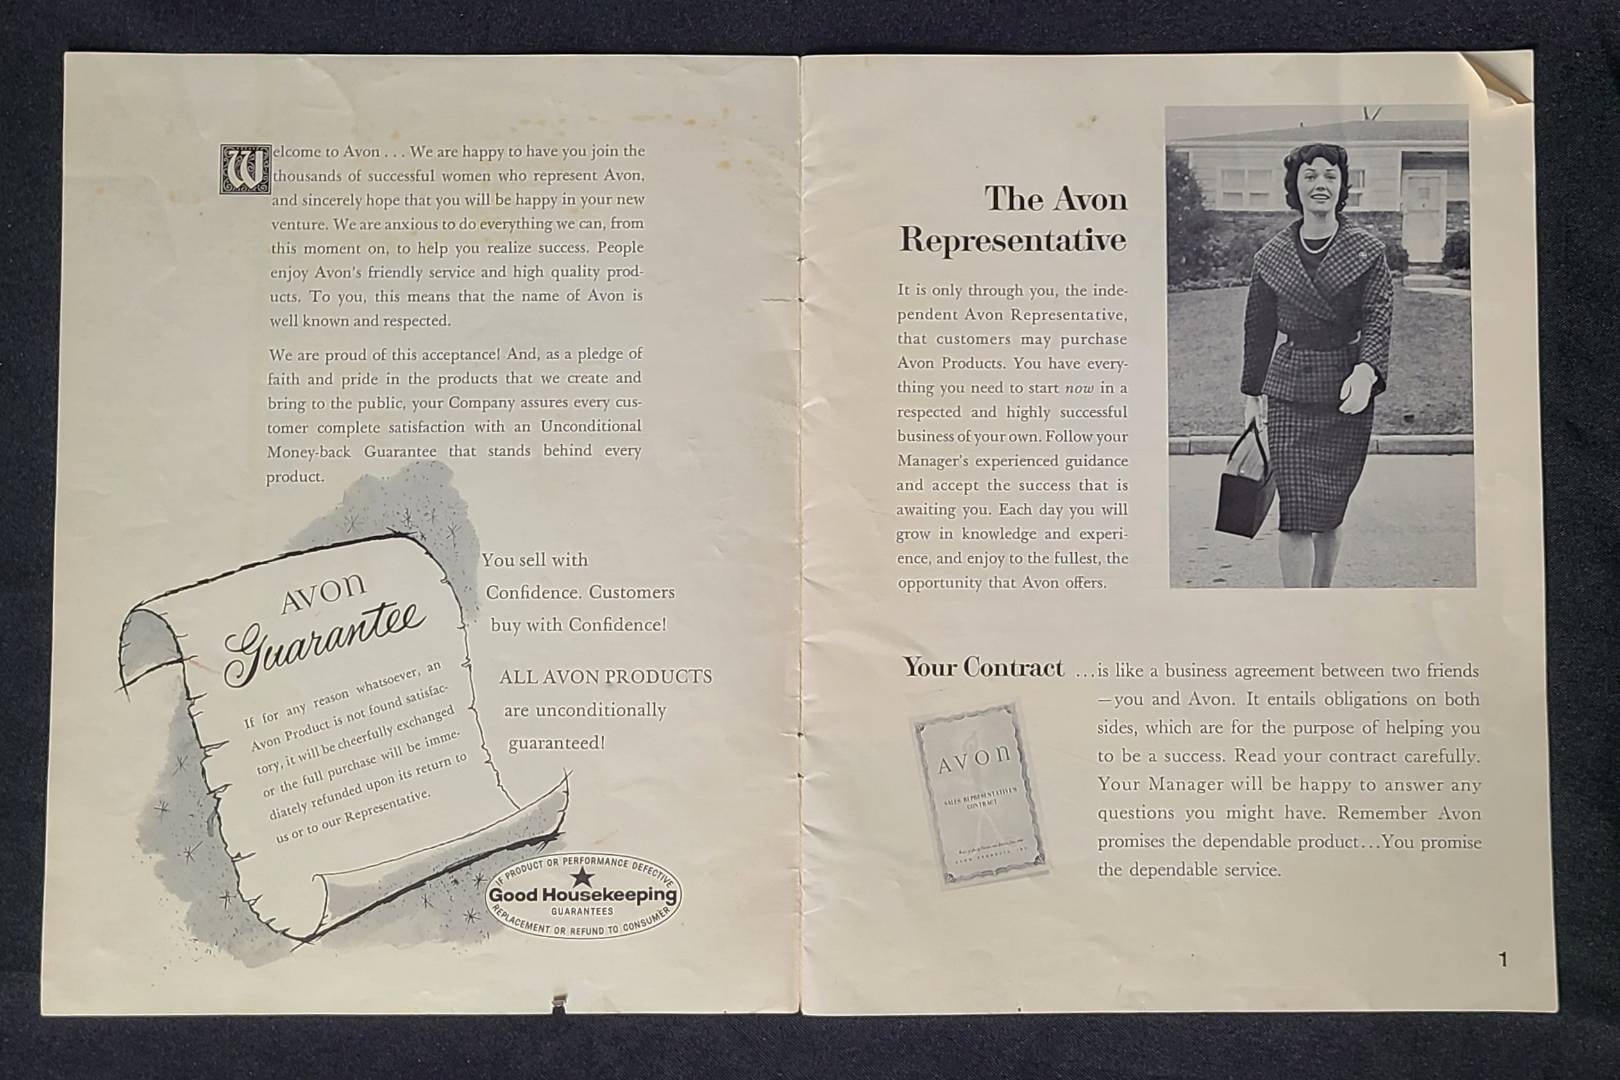 Welcome to Avon . . . We are happy to have you join the
thousands of successful women who represent Avon,
and sincerely hope that you will be happy in your new
venture. We are anxious to do everything we can, from
this moment on, to help you realize success. People
enjoy Avon's friendly service and high quality prod-
ucts. To you, this means that the name of Avon is
well known and respected.
We are proud of this acceptance! And, as a pledge of
faith and pride in the products that we create and
bring to the public, your Company assures every cus-
tomer complete satisfaction with an Unconditional
Money-back Guarantee that stands behind every
product.
AVON
Guarantee
If for any reason whatsoever, an
Avon Product is not found satisfac-
tory, it will be cheerfully exchanged
or the full purchase will be imme-
diately refunded upon its return to
us or to our Representative.
You sell with
Confidence. Customers
buy with Confidence!
ALL AVON PRODUCTS
are unconditionally
guaranteed!
IF PRODUCT OR PERFORMANCE DEFECTIVE
Good Housekeeping
GUARANTEES
REPLACEMENT OR REFUND TO CONSUMER
The Avon
Representative
It is only through you, the inde-
pendent Avon Representative,
that customers may purchase
Avon Products. You have every-
thing you need to start now in a
respected and highly successful
business of your own. Follow your
Manager's experienced guidance
and accept the success that is
awaiting you. Each day you will
grow in knowledge and experi-
ence, and enjoy to the fullest, the
opportunity that Avon offers.
Your Contract ...is like a business agreement between two friends
—you and Avon. It entails obligations on both
sides, which are for the purpose of helping you
to be a success. Read your contract carefully.
Your Manager will be happy to answer any
questions you might have. Remember Avon
promises the dependable product...You promise
the dependable service.
AVON
SALES REPRESENTATIVE'S
CONTRACT
AVON PRODUCTS, INC.
1